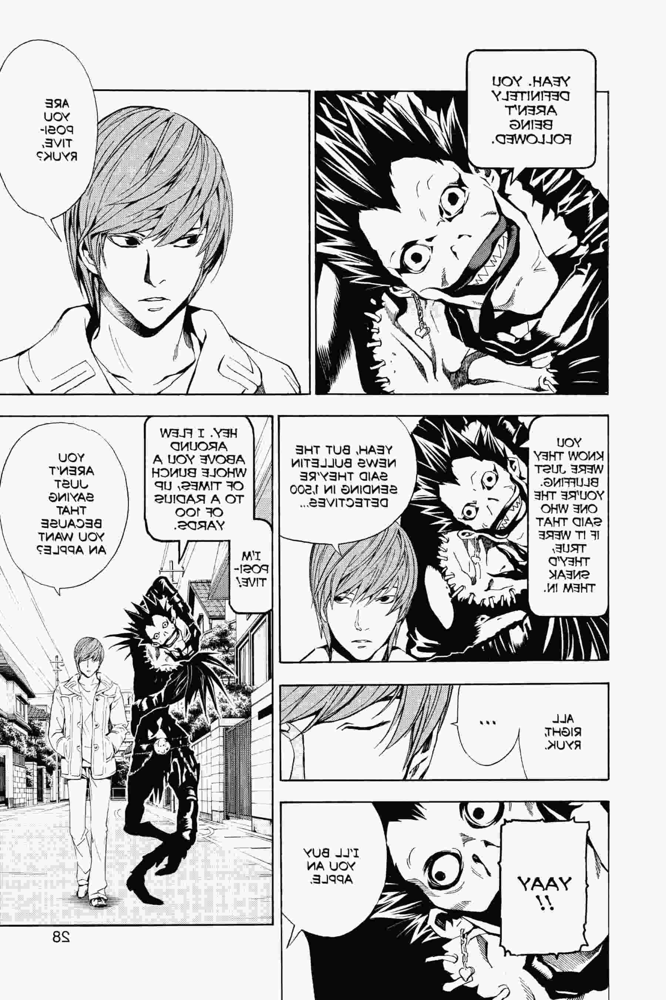 ARE
YOU
POSI-
TIVE,
RYUK?
YEAH. YOU
DEFINITELY
AREN'T
BEING
FOLLOWED.
YOU
AREN'T
JUST
SAYING
THAT
BECAUSE
YOU WANT
AN APPLE?
HEY. I FLEW
AROUND
ABOVE YOU A
WHOLE BUNCH
OF TIMES, UP
TO A RADIUS
OF 100
YARDS.
I'M
POSI-
TIVE!
YEAH, BUT THE
NEWS BULLETIN
SAID THEY'RE
SENDING IN 1,500
DETECTIVES...
YOU
KNOW THEY
WERE JUST
BLUFFING.
YOU'RE THE
ONE WHO
SAID THAT
IF IT WERE
TRUE,
THEY'D
SNEAK
THEM IN.
...
ALL
RIGHT,
RYUK.
I'LL BUY
YOU AN
APPLE.
YAAY
!!
28